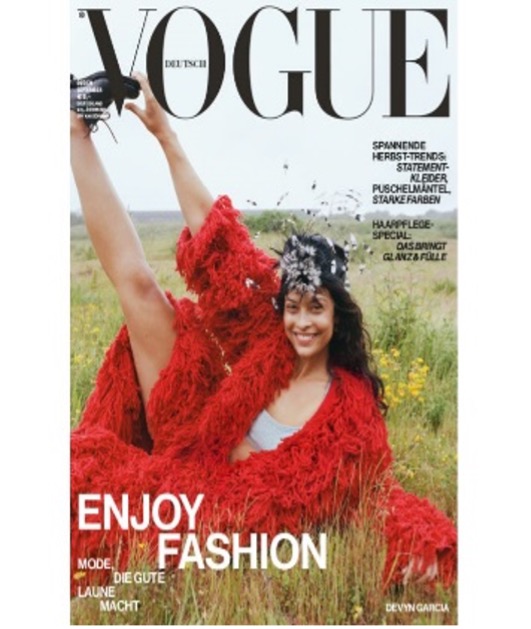 VOGUE
DEUTSCH
SPANNENDE
HERBST-TRENDS:
STATEMENT-
KLEIDER,
PUSCHELMÄNTEL,
STARKE FARBEN
HAARPFLEGE-
SPECIAL:
DAS BRINGT
GLANZ & FÜLLE
ENJOY
FASHION
MODE,
DIE GUTE
LAUNE
MACHT
DEVYN GARCIA